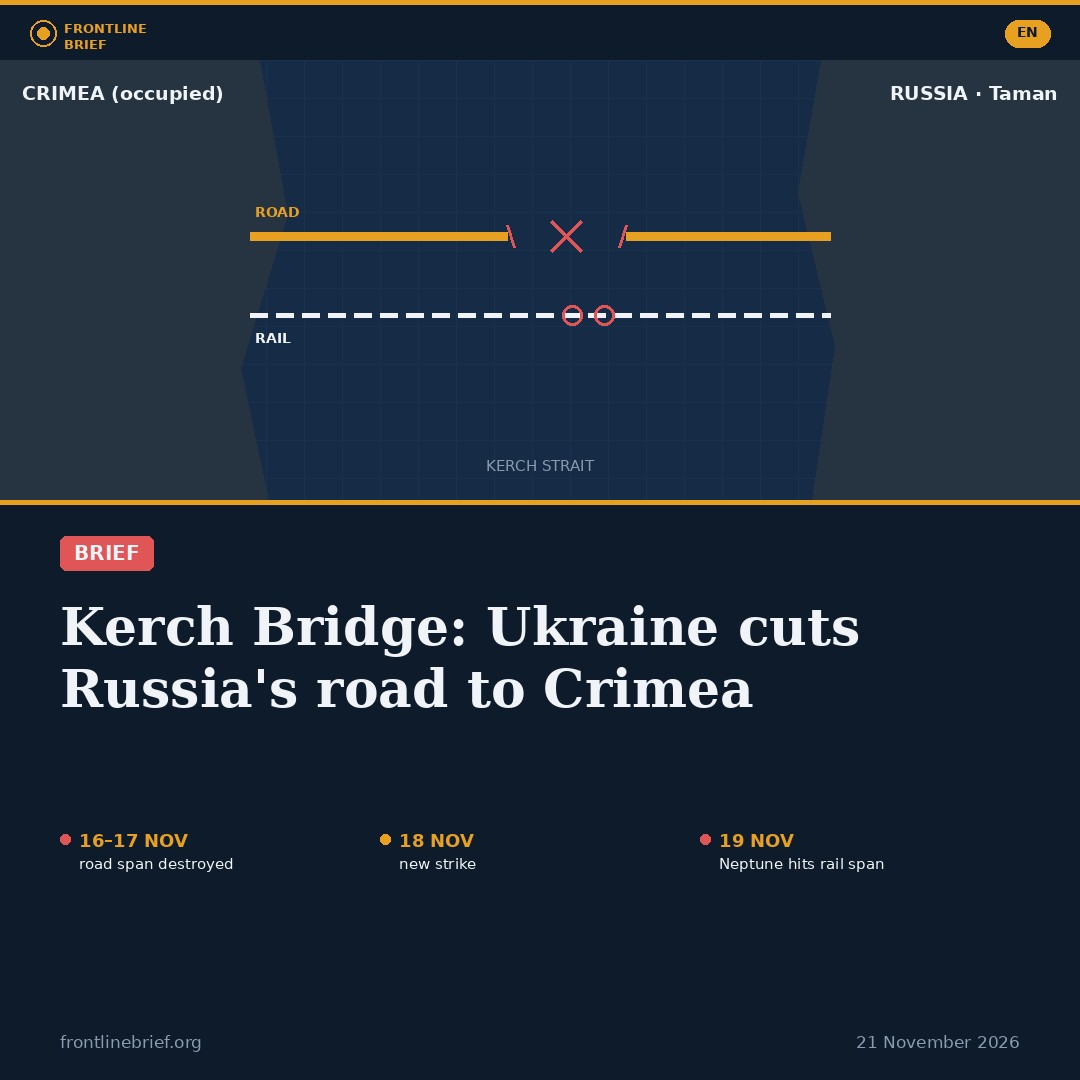 FRONTLINE
BRIEF
EN
CRIMEA (occupied)
RUSSIA · Taman
ROAD
RAIL
KERCH STRAIT
BRIEF
Kerch Bridge: Ukraine cuts
Russia's road to Crimea
16–17 NOV
road span destroyed
18 NOV
new strike
19 NOV
Neptune hits rail span
frontlinebrief.org
21 November 2026